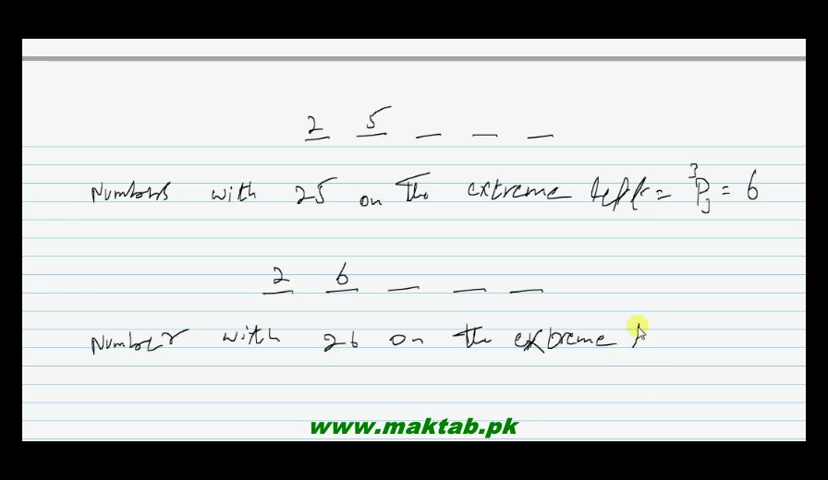 2 5 _ _ _
Numbers with 25 on the extreme left = ³P₃ = 6
2 6 _ _ _
Number with 26 on the extreme
www.maktab.pk